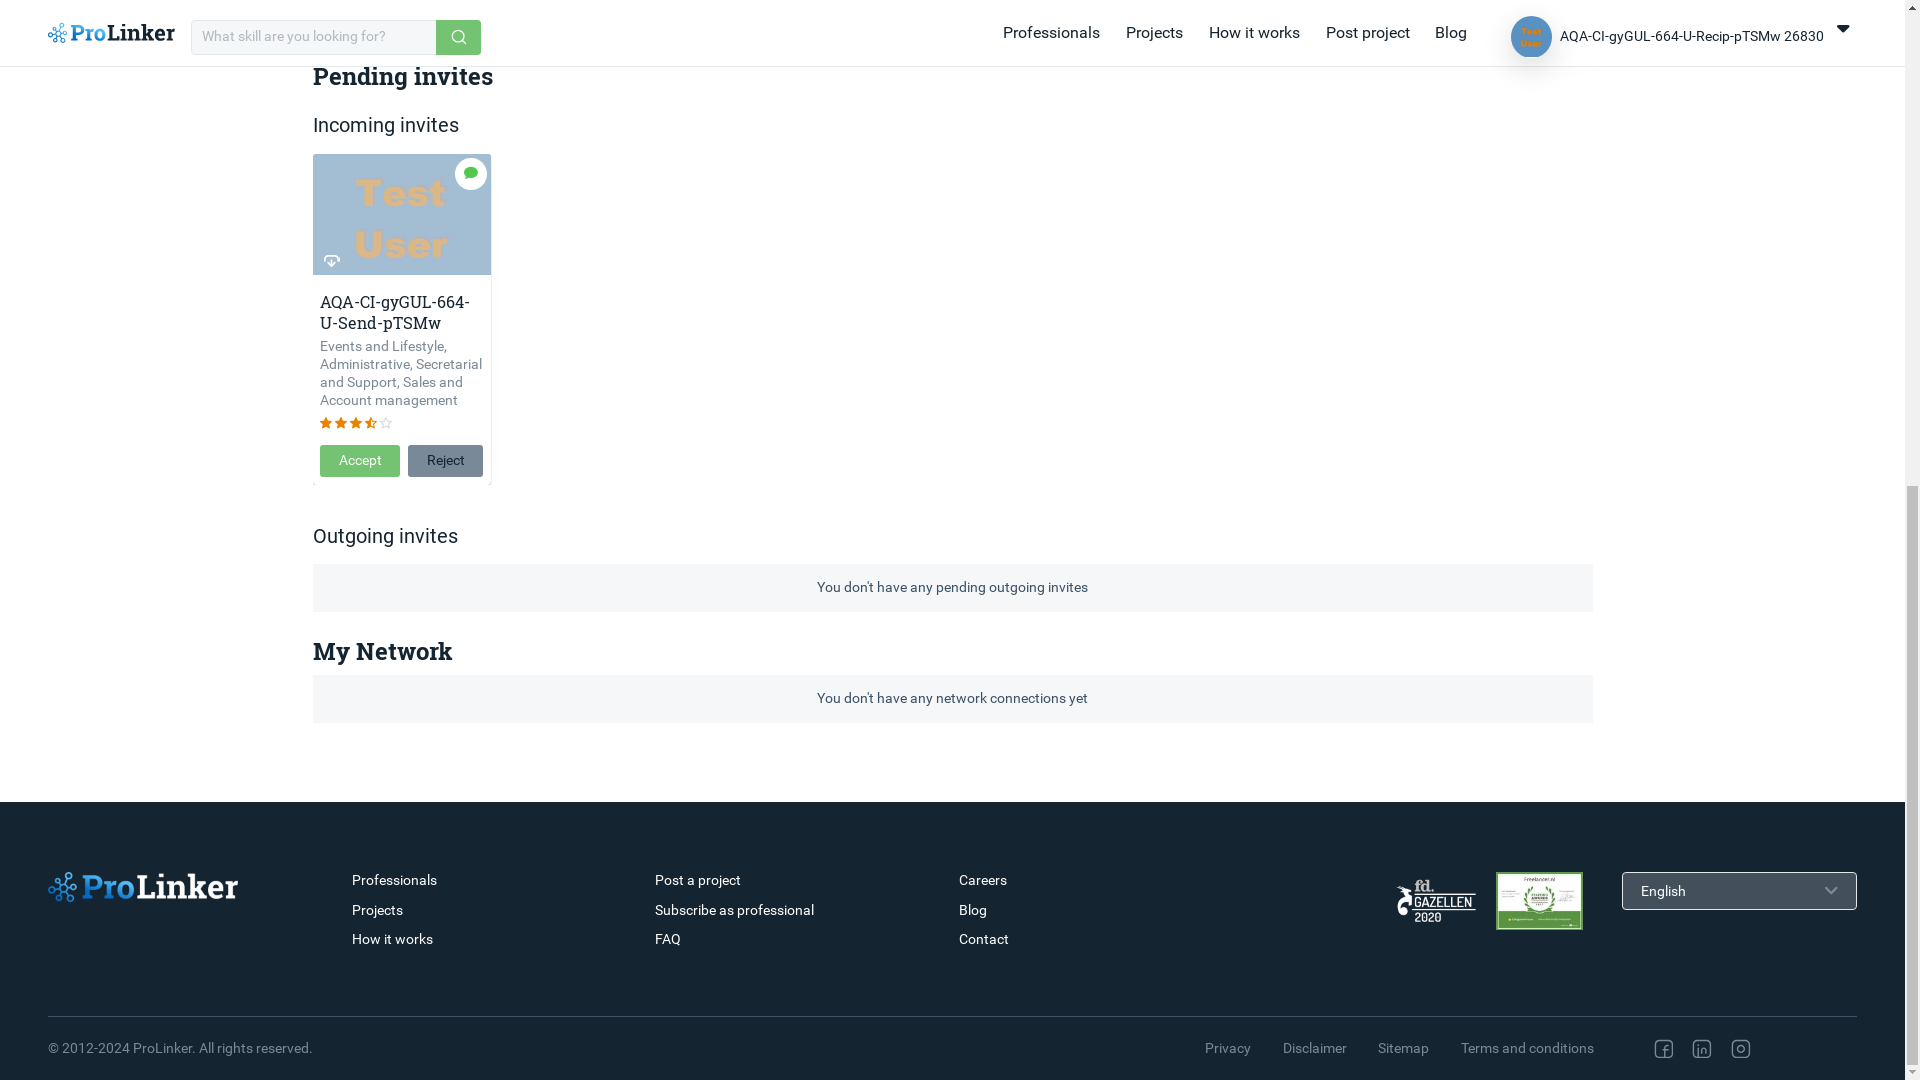 ProLinker
What skill are you looking for?
Professionals
Projects
How it works
Post project
Blog
Test
User
AQA-CI-gyGUL-664-U-Recip-pTSMw 26830
Pending invites
Incoming invites
Test
User
AQA-CI-gyGUL-664-
U-Send-pTSMw
Events and Lifestyle,
Administrative, Secretarial
and Support, Sales and
Account management
Accept
Reject
Outgoing invites
You don't have any pending outgoing invites
My Network
You don't have any network connections yet
ProLinker
Professionals
Projects
How it works
Post a project
Subscribe as professional
FAQ
Careers
Blog
Contact
fd.
GAZELLEN
2020
Freelancer.nl
English
© 2012-2024 ProLinker. All rights reserved.
Privacy
Disclaimer
Sitemap
Terms and conditions